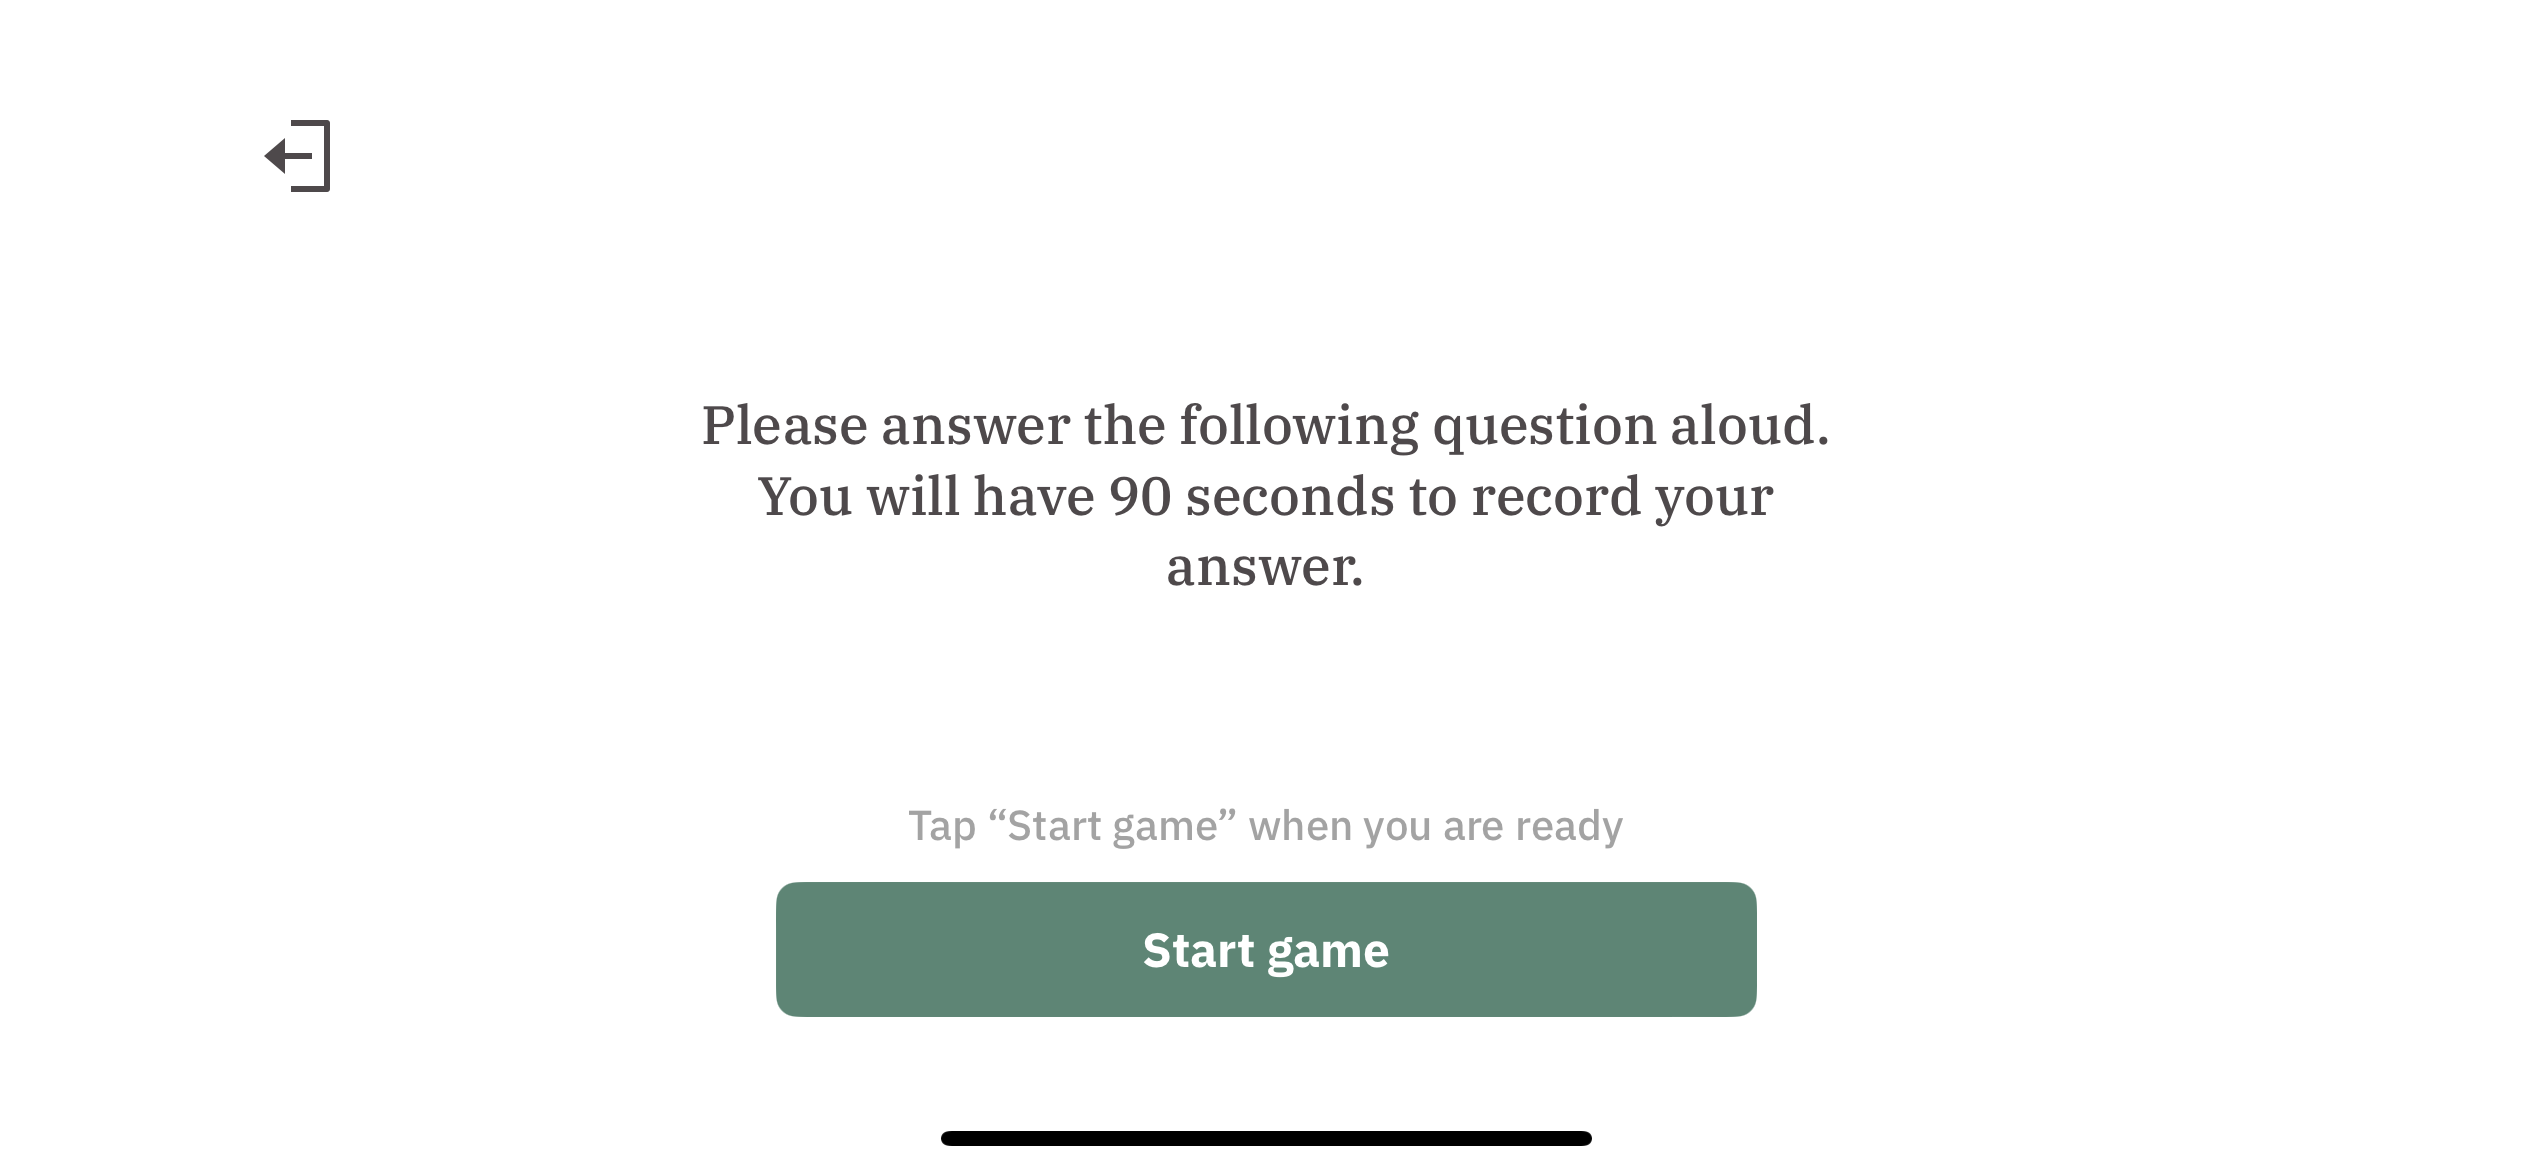 Please answer the following question aloud.
You will have 90 seconds to record your
answer.
Tap “Start game” when you are ready
Start game